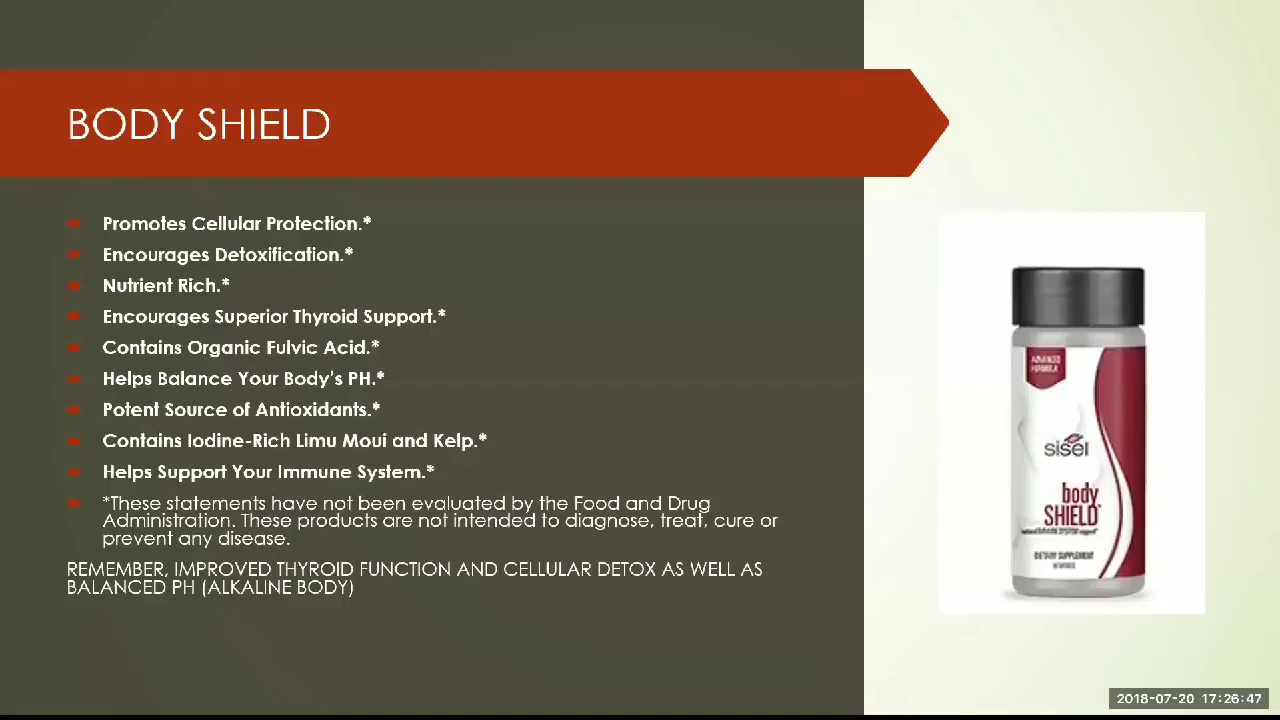 BODY SHIELD
Promotes Cellular Protection.*
Encourages Detoxification.*
Nutrient Rich.*
Encourages Superior Thyroid Support.*
Contains Organic Fulvic Acid.*
Helps Balance Your Body's PH.*
Potent Source of Antioxidants.*
Contains Iodine-Rich Limu Moui and Kelp.*
Helps Support Your Immune System.*
*These statements have not been evaluated by the Food and Drug
Administration. These products are not intended to diagnose, treat, cure or
prevent any disease.
REMEMBER, IMPROVED THYROID FUNCTION AND CELLULAR DETOX AS WELL AS
BALANCED PH (ALKALINE BODY)
ADVANCED
FORMULA
sisel
body
SHIELD
DIETARY SUPPLEMENT
2018-07-20 17:26:47